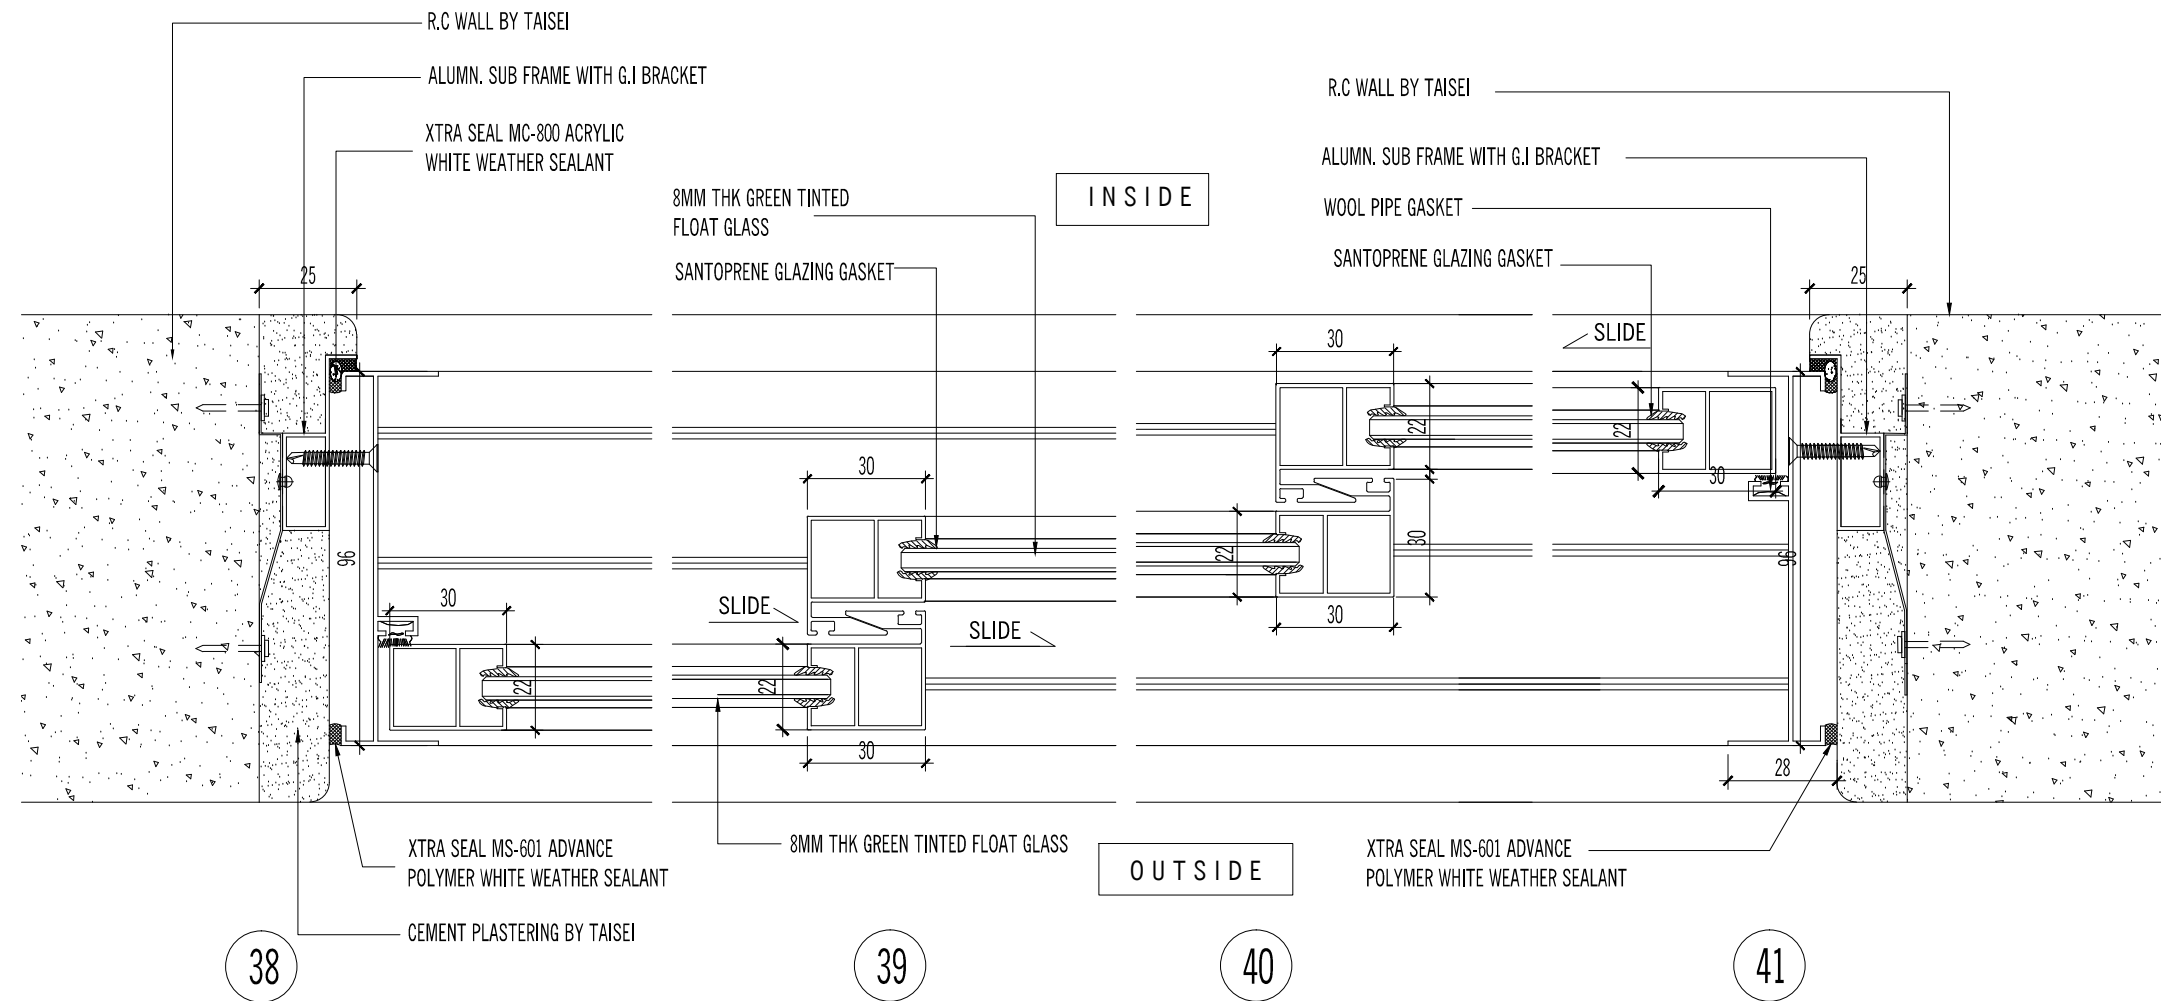 R.C WALL BY TAISEI
ALUMN. SUB FRAME WITH G.I BRACKET
XTRA SEAL MC-800 ACRYLIC
WHITE WEATHER SEALANT
8MM THK GREEN TINTED
FLOAT GLASS
SANTOPRENE GLAZING GASKET
INSIDE
R.C WALL BY TAISEI
ALUMN. SUB FRAME WITH G.I BRACKET
WOOL PIPE GASKET
SANTOPRENE GLAZING GASKET
25
25
30
SLIDE
22
22
30
30
96
30
22
30
96
30
SLIDE
SLIDE
30
22
22
30
28
8MM THK GREEN TINTED FLOAT GLASS
OUTSIDE
XTRA SEAL MS-601 ADVANCE
POLYMER WHITE WEATHER SEALANT
CEMENT PLASTERING BY TAISEI
XTRA SEAL MS-601 ADVANCE
POLYMER WHITE WEATHER SEALANT
38
39
40
41